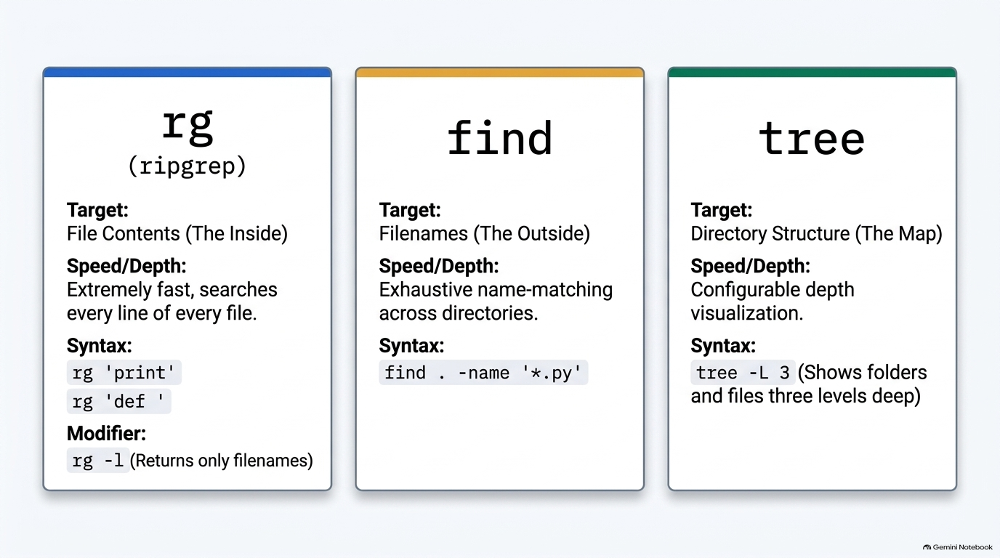 rg
(ripgrep)
Target:
File Contents (The Inside)
Speed/Depth:
Extremely fast, searches
every line of every file.
Syntax:
rg 'print'
rg 'def '
Modifier:
rg -l (Returns only filenames)
find
Target:
Filenames (The Outside)
Speed/Depth:
Exhaustive name-matching
across directories.
Syntax:
find . -name '*.py'
tree
Target:
Directory Structure (The Map)
Speed/Depth:
Configurable depth
visualization.
Syntax:
tree -L 3 (Shows folders
and files three levels deep)
Gemini Notebook